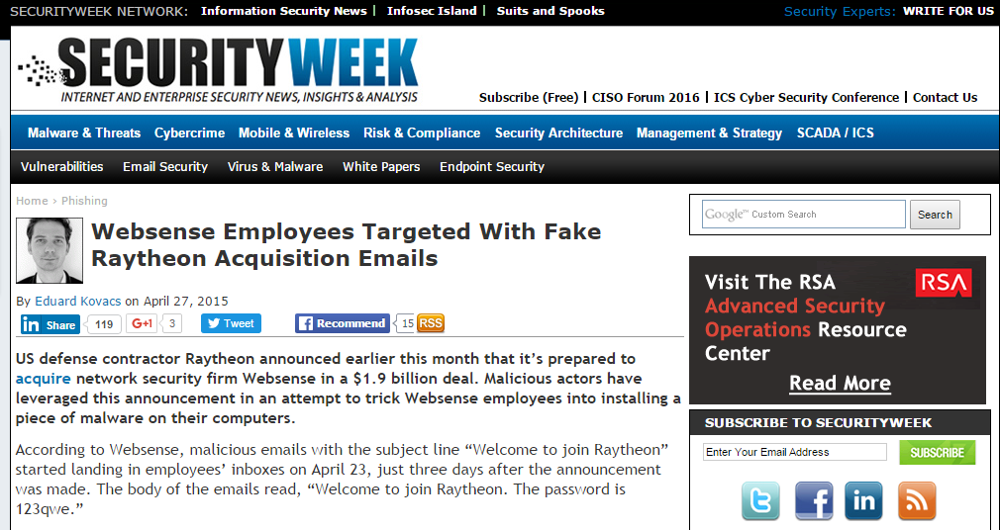 SECURITYWEEK NETWORK: Information Security News | Infosec Island | Suits and Spooks
Security Experts: WRITE FOR US
SECURITYWEEK
INTERNET AND ENTERPRISE SECURITY NEWS, INSIGHTS & ANALYSIS
Subscribe (Free) | CISO Forum 2016 | ICS Cyber Security Conference | Contact Us
Malware & Threats Cybercrime Mobile & Wireless Risk & Compliance Security Architecture Management & Strategy SCADA / ICS
Vulnerabilities Email Security Virus & Malware White Papers Endpoint Security
Home › Phishing
Websense Employees Targeted With Fake
Raytheon Acquisition Emails
By Eduard Kovacs on April 27, 2015
in Share 119 G+1 3 Tweet f Recommend 15 RSS
US defense contractor Raytheon announced earlier this month that it’s prepared to
acquire network security firm Websense in a $1.9 billion deal. Malicious actors have
leveraged this announcement in an attempt to trick Websense employees into installing a
piece of malware on their computers.
According to Websense, malicious emails with the subject line “Welcome to join Raytheon”
started landing in employees’ inboxes on April 23, just three days after the announcement
was made. The body of the emails read, “Welcome to join Raytheon. The password is
123qwe.”
Google™ Custom Search Search
Visit The RSA
RSA
Advanced Security
Operations Resource
Center
Read More
SUBSCRIBE TO SECURITYWEEK
Enter Your Email Address SUBSCRIBE
t f in